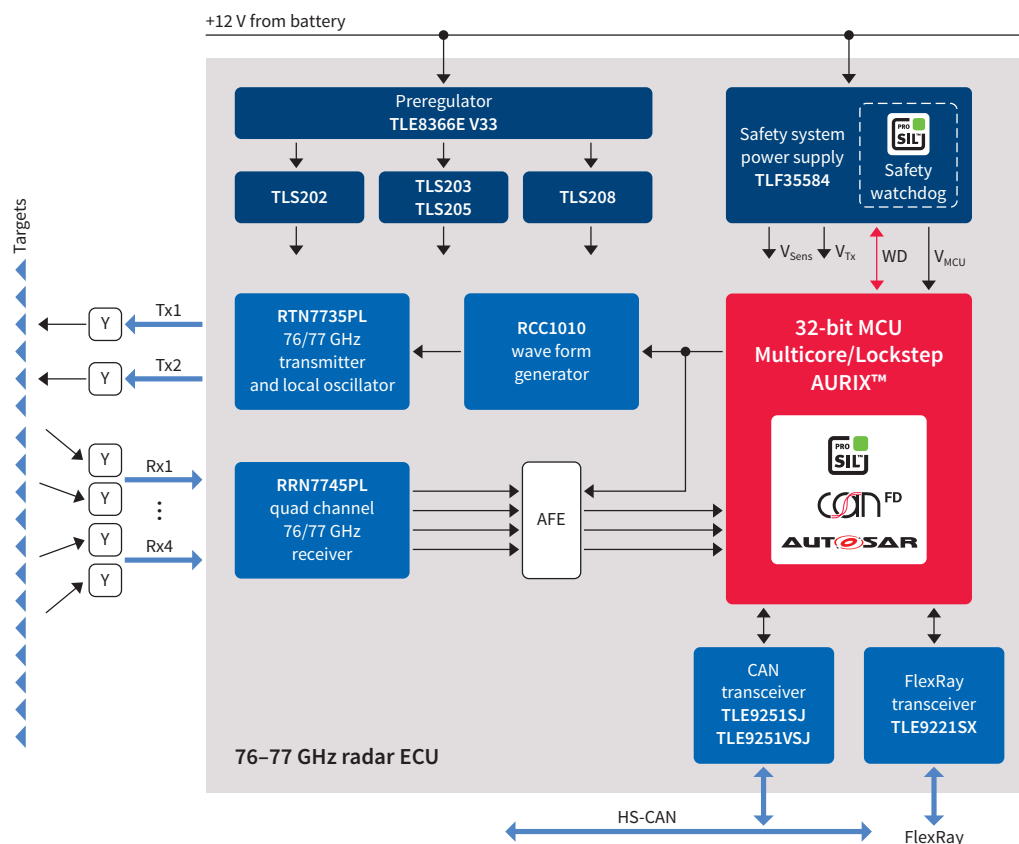 +12 V from battery
Preregulator
TLE8366E V33
TLS202
TLS203
TLS205
TLS208
Safety system
power supply
TLF35584
PRO
SIL™
Safety
watchdog
VSens
VTx
WD
VMCU
Targets
Y
Tx1
Y
Tx2
RTN7735PL
76/77 GHz
transmitter
and local oscillator
RCC1010
wave form
generator
32-bit MCU
Multicore/Lockstep
AURIX™
PRO
SIL™
CAN FD
AUTOSAR
Y
Rx1
Y
⋮
Y
Rx4
Y
RRN7745PL
quad channel
76/77 GHz
receiver
AFE
CAN
transceiver
TLE9251SJ
TLE9251VSJ
FlexRay
transceiver
TLE9221SX
76–77 GHz radar ECU
HS-CAN
FlexRay